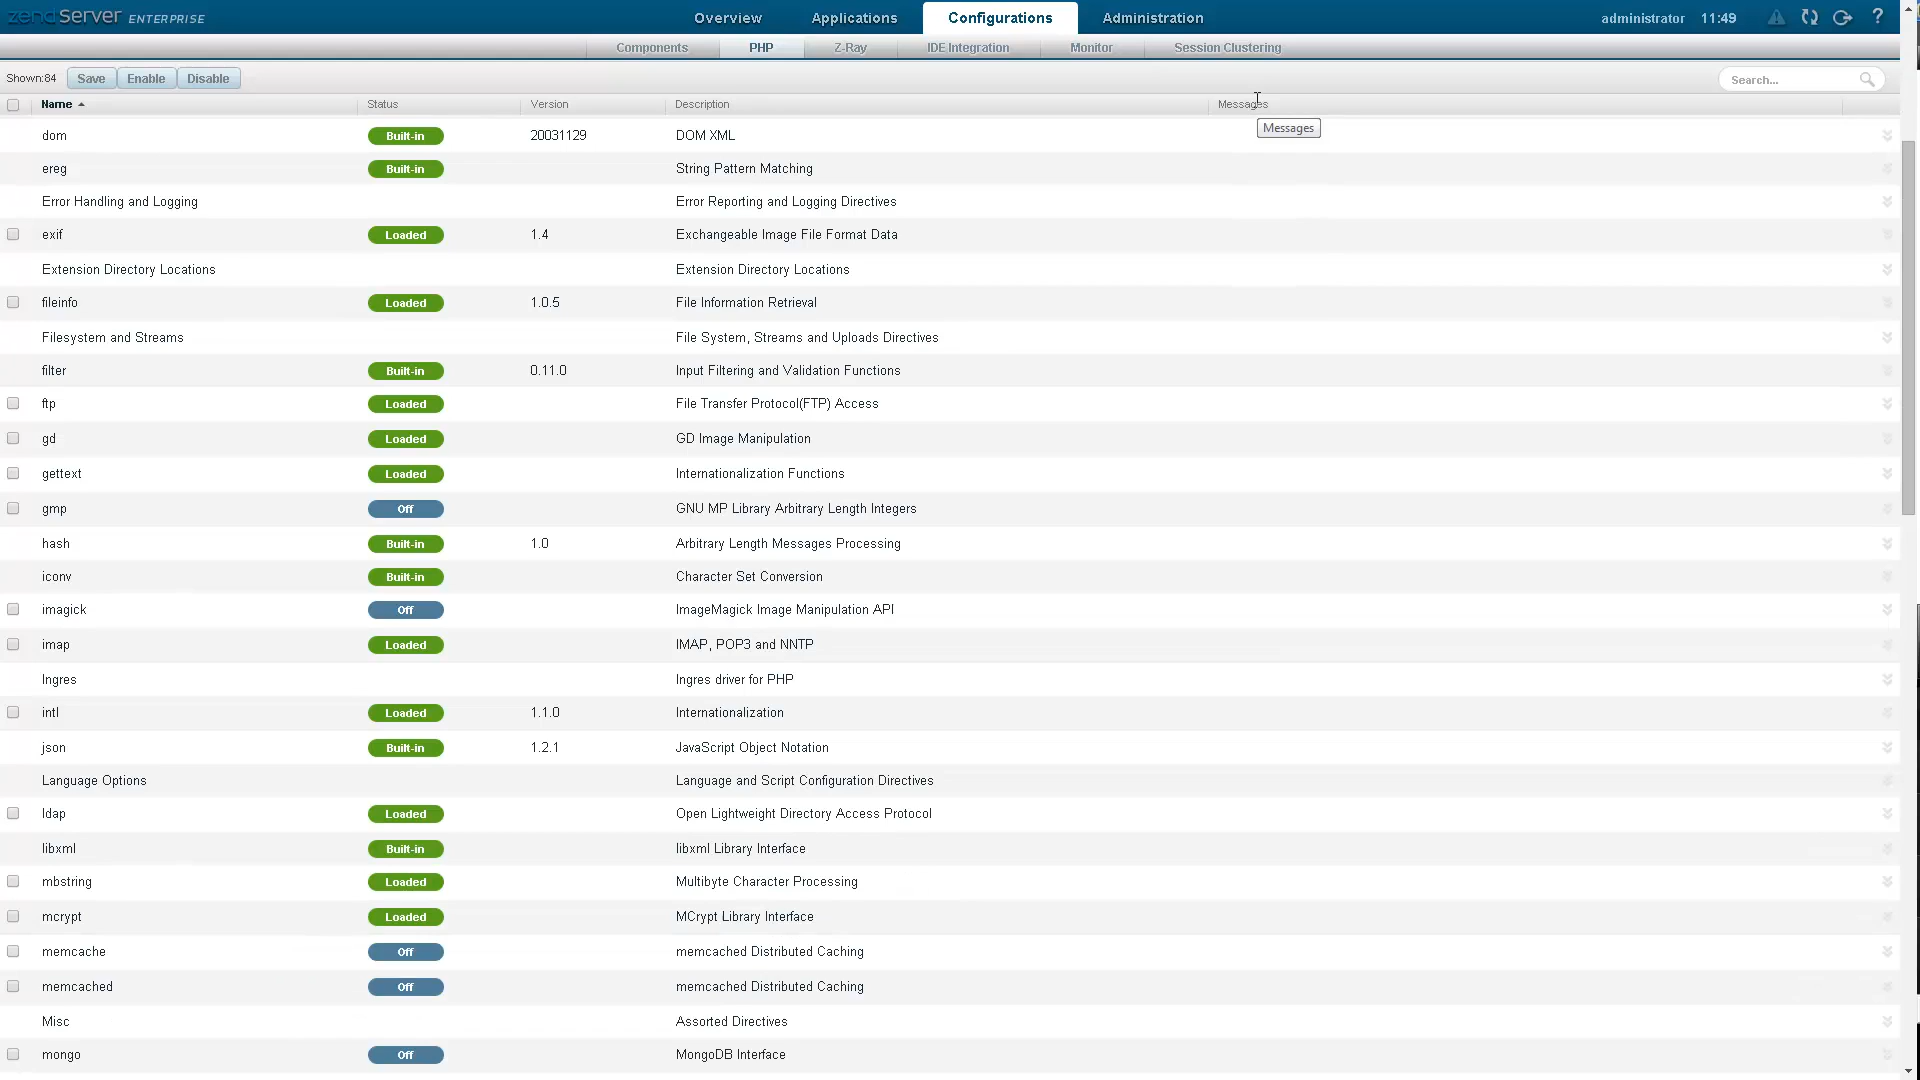 zendServer ENTERPRISE Overview Applications Configurations Administration administrator 11:49 ?
Components PHP Z-Ray IDE Integration Monitor Session Clustering
Shown:84 Save Enable Disable Search...
Name Status Version Description Messages
Messages
dom Built-in 20031129 DOM XML
ereg Built-in String Pattern Matching
Error Handling and Logging Error Reporting and Logging Directives
exif Loaded 1.4 Exchangeable Image File Format Data
Extension Directory Locations Extension Directory Locations
fileinfo Loaded 1.0.5 File Information Retrieval
Filesystem and Streams File System, Streams and Uploads Directives
filter Built-in 0.11.0 Input Filtering and Validation Functions
ftp Loaded File Transfer Protocol(FTP) Access
gd Loaded GD Image Manipulation
gettext Loaded Internationalization Functions
gmp Off GNU MP Library Arbitrary Length Integers
hash Built-in 1.0 Arbitrary Length Messages Processing
iconv Built-in Character Set Conversion
imagick Off ImageMagick Image Manipulation API
imap Loaded IMAP, POP3 and NNTP
Ingres Ingres driver for PHP
intl Loaded 1.1.0 Internationalization
json Built-in 1.2.1 JavaScript Object Notation
Language Options Language and Script Configuration Directives
ldap Loaded Open Lightweight Directory Access Protocol
libxml Built-in libxml Library Interface
mbstring Loaded Multibyte Character Processing
mcrypt Loaded MCrypt Library Interface
memcache Off memcached Distributed Caching
memcached Off memcached Distributed Caching
Misc Assorted Directives
mongo Off MongoDB Interface